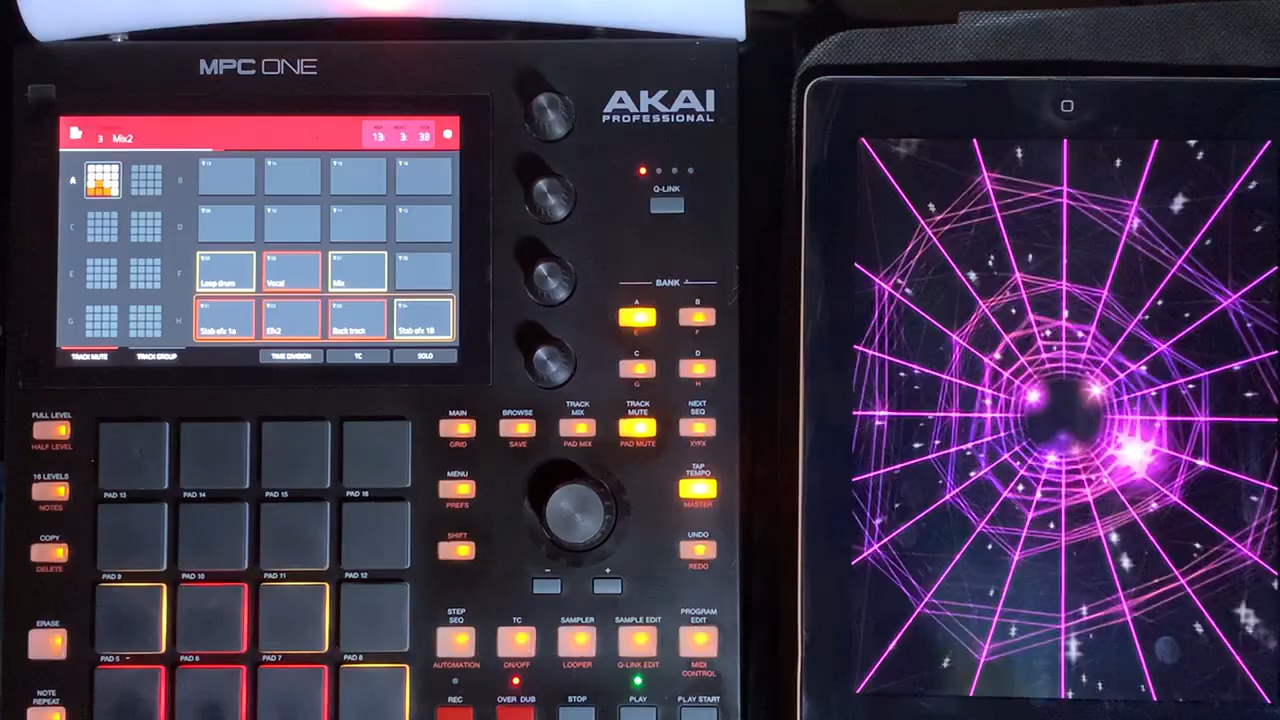 MPC ONE
AKAI
PROFESSIONAL
3 Mix2
13: 3: 38
A B
C D
E F
G H
Loop drum
Vocal
Mix
Stab efx 1a
Efx2
Back track
Stab efx 1B
TRACK MUTE
TRACK GROUP
TIME DIVISION
TC
SOLO
Q-LINK
BANK
A B
E F
C D
G H
FULL LEVEL
HALF LEVEL
16 LEVELS
NOTES
COPY
DELETE
ERASE
NOTE
REPEAT
PAD 13
PAD 14
PAD 15
PAD 16
PAD 9
PAD 10
PAD 11
PAD 12
PAD 5
PAD 6
PAD 7
PAD 8
MAIN
GRID
BROWSE
SAVE
TRACK
MIX
PAD MIX
TRACK
MUTE
PAD MUTE
NEXT
SEQ
XYFX
MENU
PREFS
TAP
TEMPO
MASTER
SHIFT
UNDO
REDO
- +
STEP
SEQ
AUTOMATION
TC
ON/OFF
SAMPLER
LOOPER
SAMPLE EDIT
Q-LINK EDIT
PROGRAM
EDIT
MIDI
CONTROL
REC
OVER DUB
STOP
PLAY
PLAY START